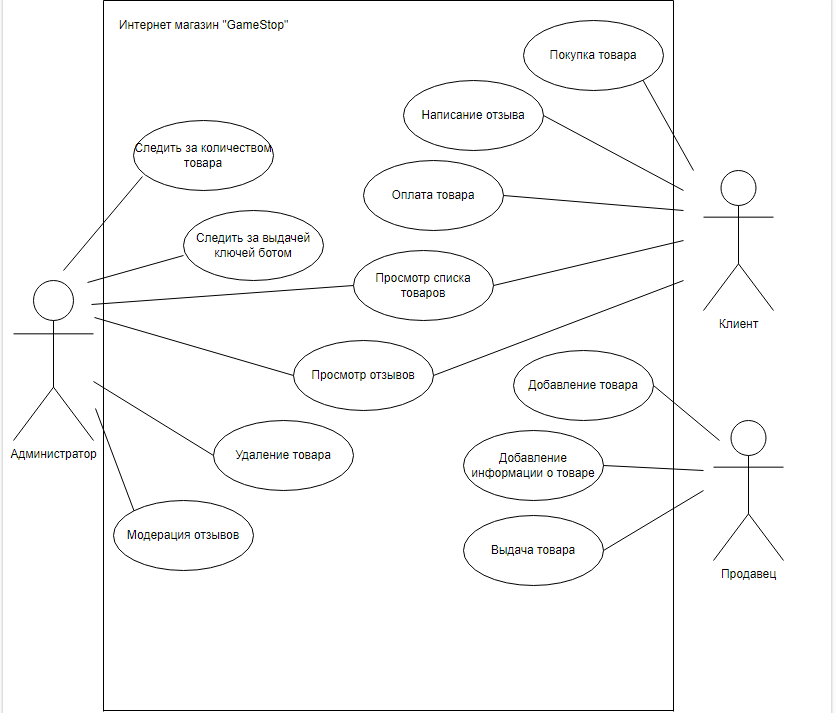 Интернет магазин "GameStop"
Покупка товара
Написание отзыва
Следить за количеством
товара
Оплата товара
Следить за выдачей
ключей ботом
Просмотр списка
товаров
Клиент
Просмотр отзывов
Добавление товара
Администратор
Удаление товара
Добавление
информации о товаре
Модерация отзывов
Выдача товара
Продавец